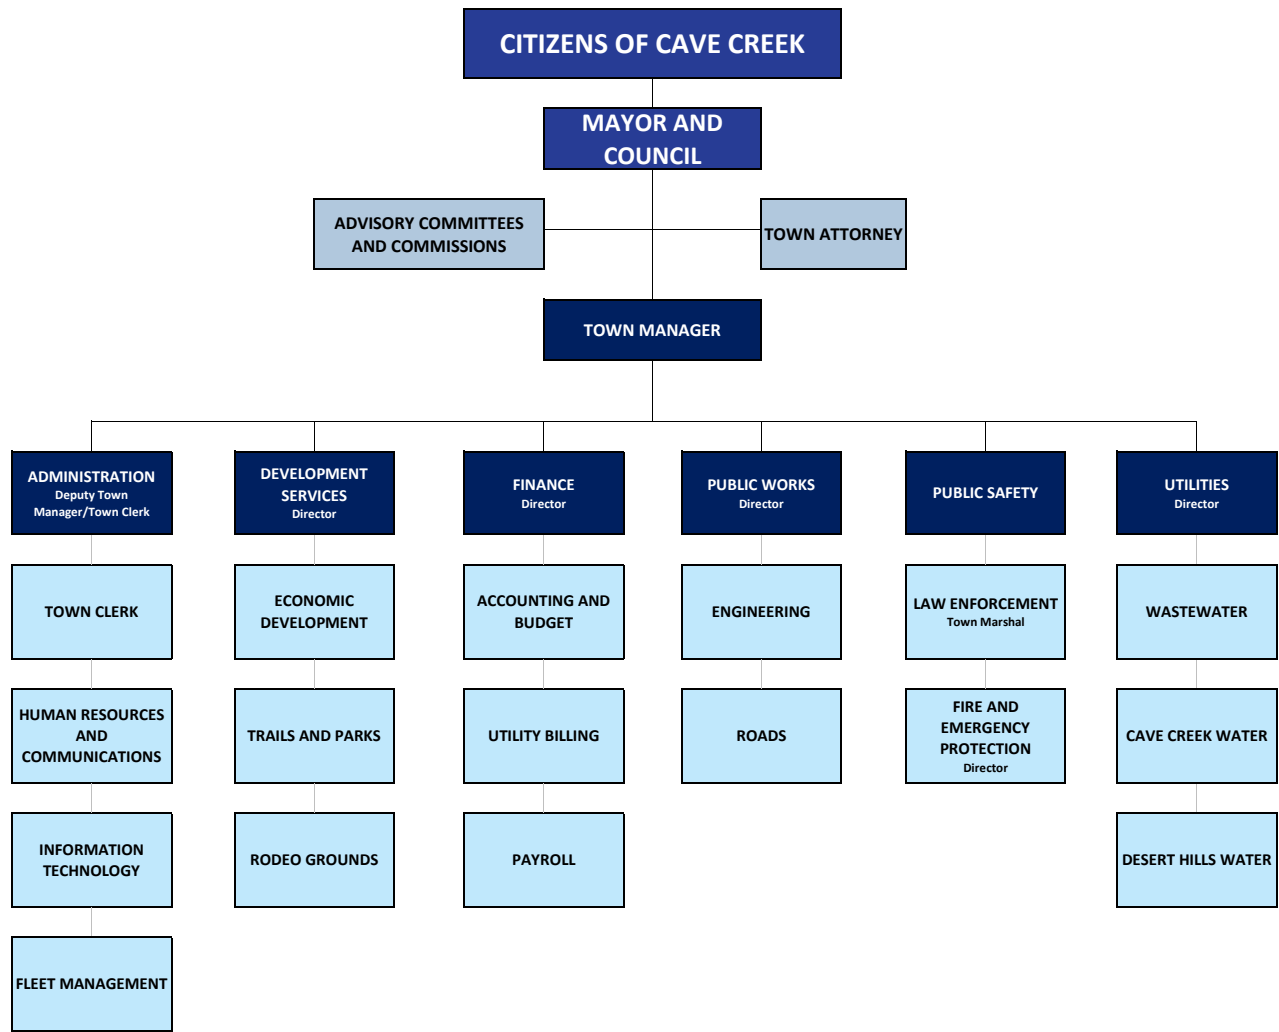 CITIZENS OF CAVE CREEK
MAYOR AND
COUNCIL
ADVISORY COMMITTEES
AND COMMISSIONS
TOWN ATTORNEY
TOWN MANAGER
ADMINISTRATION
Deputy Town
Manager/Town Clerk
DEVELOPMENT
SERVICES
Director
FINANCE
Director
PUBLIC WORKS
Director
PUBLIC SAFETY
UTILITIES
Director
TOWN CLERK
ECONOMIC
DEVELOPMENT
ACCOUNTING AND
BUDGET
ENGINEERING
LAW ENFORCEMENT
Town Marshal
WASTEWATER
HUMAN RESOURCES
AND
COMMUNICATIONS
TRAILS AND PARKS
UTILITY BILLING
ROADS
FIRE AND
EMERGENCY
PROTECTION
Director
CAVE CREEK WATER
INFORMATION
TECHNOLOGY
RODEO GROUNDS
PAYROLL
DESERT HILLS WATER
FLEET MANAGEMENT